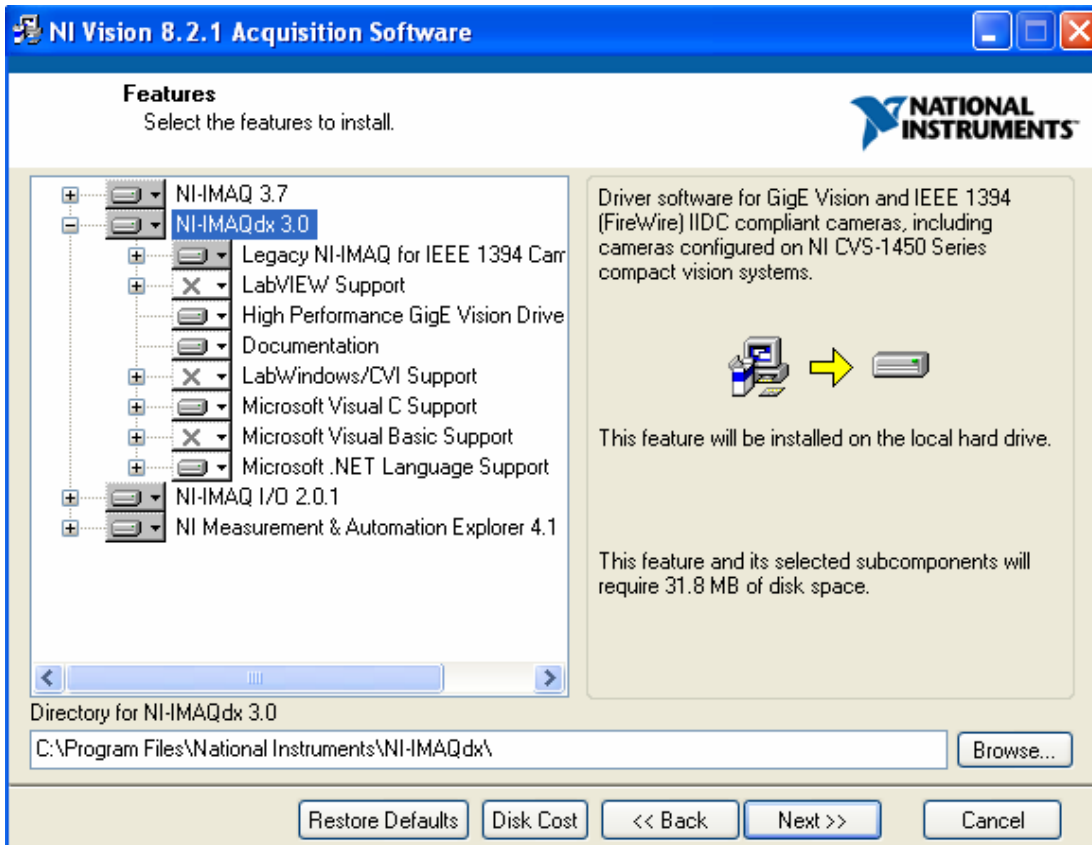 NI Vision 8.2.1 Acquisition Software
Features
Select the features to install.
NATIONAL
INSTRUMENTS
NI-IMAQ 3.7
NI-IMAQdx 3.0
Legacy NI-IMAQ for IEEE 1394 Cam
LabVIEW Support
High Performance GigE Vision Drive
Documentation
LabWindows/CVI Support
Microsoft Visual C Support
Microsoft Visual Basic Support
Microsoft .NET Language Support
NI-IMAQ I/O 2.0.1
NI Measurement & Automation Explorer 4.1
Driver software for GigE Vision and IEEE 1394
(FireWire) IIDC compliant cameras, including
cameras configured on NI CVS-1450 Series
compact vision systems.
This feature will be installed on the local hard drive.
This feature and its selected subcomponents will
require 31.8 MB of disk space.
Directory for NI-IMAQdx 3.0
C:\Program Files\National Instruments\NI-IMAQdx\
Browse...
Restore Defaults
Disk Cost
<< Back
Next >>
Cancel